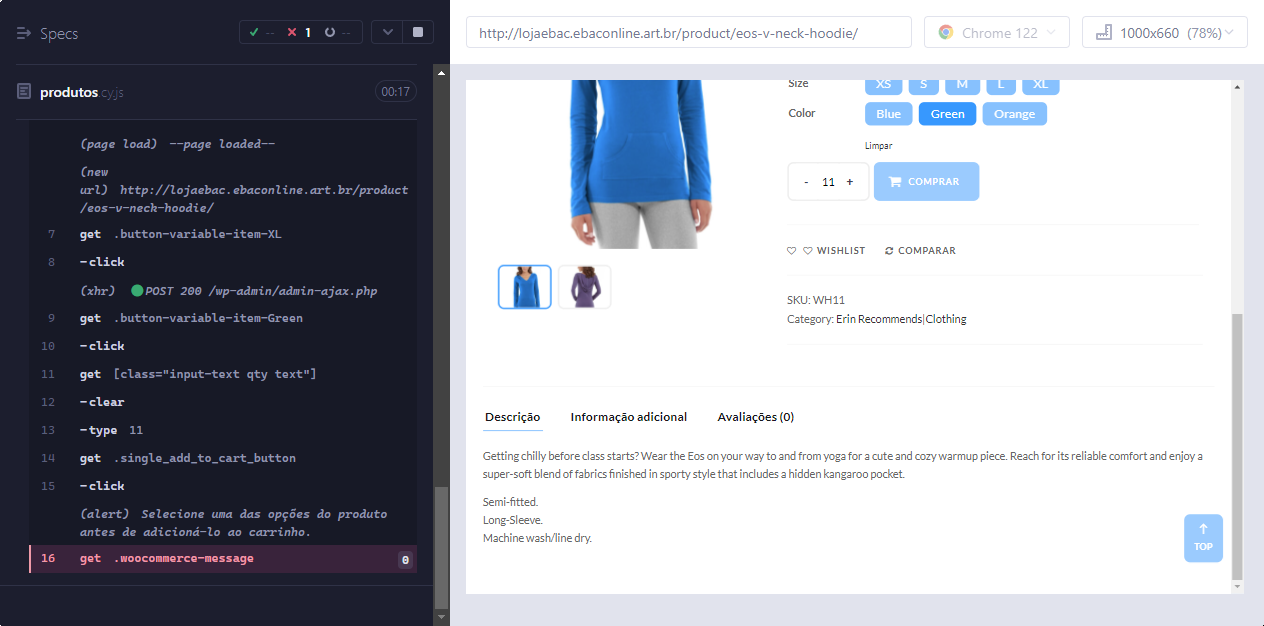 Specs
-- 1 --
produtos.cy.js
00:17
(page load) --page loaded--
(new
url) http://lojaebac.ebaconline.art.br/product
/eos-v-neck-hoodie/
7 get .button-variable-item-XL
8 -click
(xhr) POST 200 /wp-admin/admin-ajax.php
9 get .button-variable-item-Green
10 -click
11 get [class="input-text qty text"]
12 -clear
13 -type 11
14 get .single_add_to_cart_button
15 -click
(alert) Selecione uma das opções do produto
antes de adicioná-lo ao carrinho.
16 get .woocommerce-message 0
http://lojaebac.ebaconline.art.br/product/eos-v-neck-hoodie/
Chrome 122
1000x660 (78%)
Size XS S M L XL
Color Blue Green Orange
Limpar
- 11 + COMPRAR
WISHLIST COMPARAR
SKU: WH11
Category: Erin Recommends|Clothing
Descrição Informação adicional Avaliações (0)
Getting chilly before class starts? Wear the Eos on your way to and from yoga for a cute and cozy warmup piece. Reach for its reliable comfort and enjoy a
super-soft blend of fabrics finished in sporty style that includes a hidden kangaroo pocket.
Semi-fitted.
Long-Sleeve.
Machine wash/line dry.
TOP